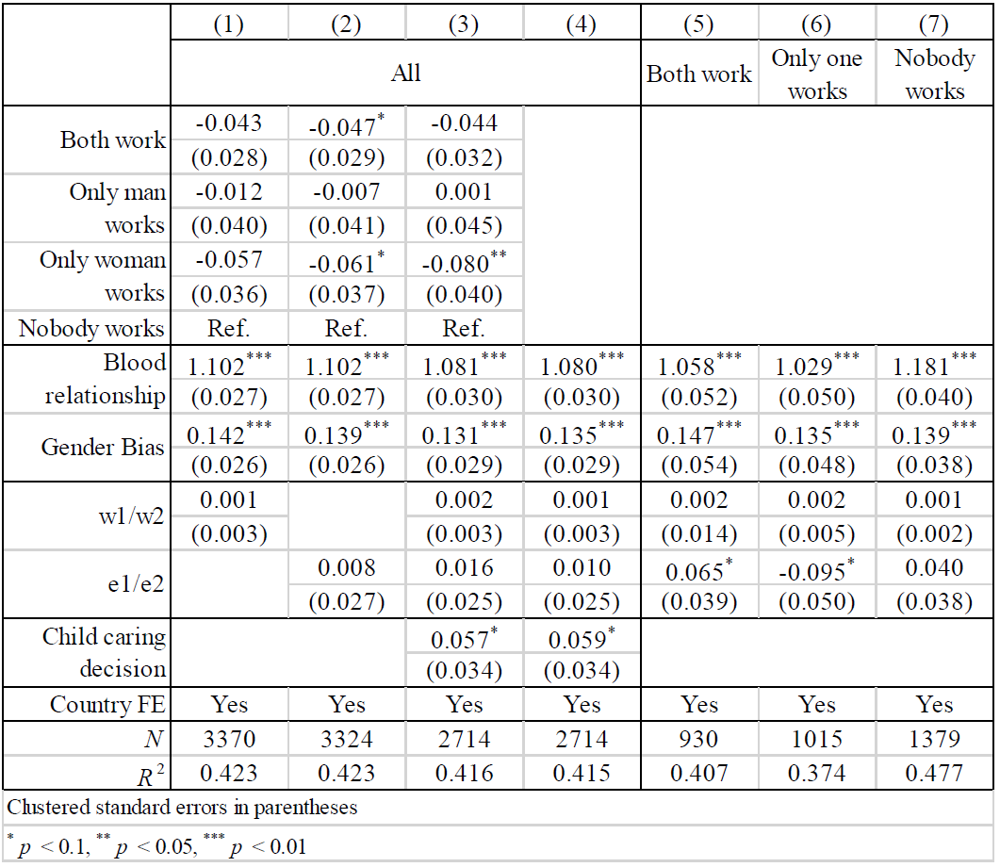 (1) (2) (3) (4) (5) (6) (7)
All Both work Only one works Nobody works
Both work -0.043 -0.047* -0.044
(0.028) (0.029) (0.032)
Only man works -0.012 -0.007 0.001
(0.040) (0.041) (0.045)
Only woman works -0.057 -0.061* -0.080**
(0.036) (0.037) (0.040)
Nobody works Ref. Ref. Ref.
Blood relationship 1.102*** 1.102*** 1.081*** 1.080*** 1.058*** 1.029*** 1.181***
(0.027) (0.027) (0.030) (0.030) (0.052) (0.050) (0.040)
Gender Bias 0.142*** 0.139*** 0.131*** 0.135*** 0.147*** 0.135*** 0.139***
(0.026) (0.026) (0.029) (0.029) (0.054) (0.048) (0.038)
w1/w2 0.001 0.002 0.001 0.002 0.002 0.001
(0.003) (0.003) (0.003) (0.014) (0.005) (0.002)
e1/e2 0.008 0.016 0.010 0.065* -0.095* 0.040
(0.027) (0.025) (0.025) (0.039) (0.050) (0.038)
Child caring decision 0.057* 0.059*
(0.034) (0.034)
Country FE Yes Yes Yes Yes Yes Yes Yes
N 3370 3324 2714 2714 930 1015 1379
R² 0.423 0.423 0.416 0.415 0.407 0.374 0.477
Clustered standard errors in parentheses
* p < 0.1, ** p < 0.05, *** p < 0.01